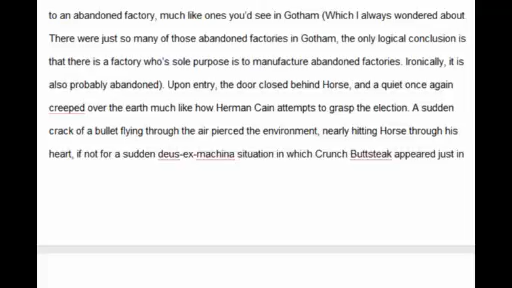 to an abandoned factory, much like ones you'd see in Gotham (Which I always wondered about
There were just so many of those abandoned factories in Gotham, the only logical conclusion is
that there is a factory who's sole purpose is to manufacture abandoned factories. Ironically, it is
also probably abandoned). Upon entry, the door closed behind Horse, and a quiet once again
creeped over the earth much like how Herman Cain attempts to grasp the election. A sudden
crack of a bullet flying through the air pierced the environment, nearly hitting Horse through his
heart, if not for a sudden deus-ex-machina situation in which Crunch Buttsteak appeared just in